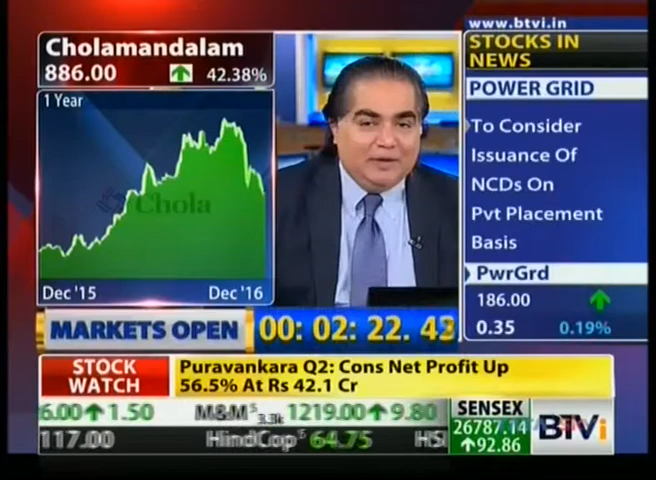 www.btvi.in
Cholamandalam
886.00 42.38%
1 Year
Chola
Dec '15 Dec '16
STOCKS IN
NEWS
POWER GRID
To Consider
Issuance Of
NCDs On
Pvt Placement
Basis
PwrGrd
186.00
0.35 0.19%
MARKETS OPEN 00: 02: 22. 43
STOCK
WATCH
Puravankara Q2: Cons Net Profit Up
56.5% At Rs 42.1 Cr
6.00 1.50 M&M 3.3k 1219.00 9.80
117.00 HindCop 64.75 HS
SENSEX
26787.14
92.86
BTVi